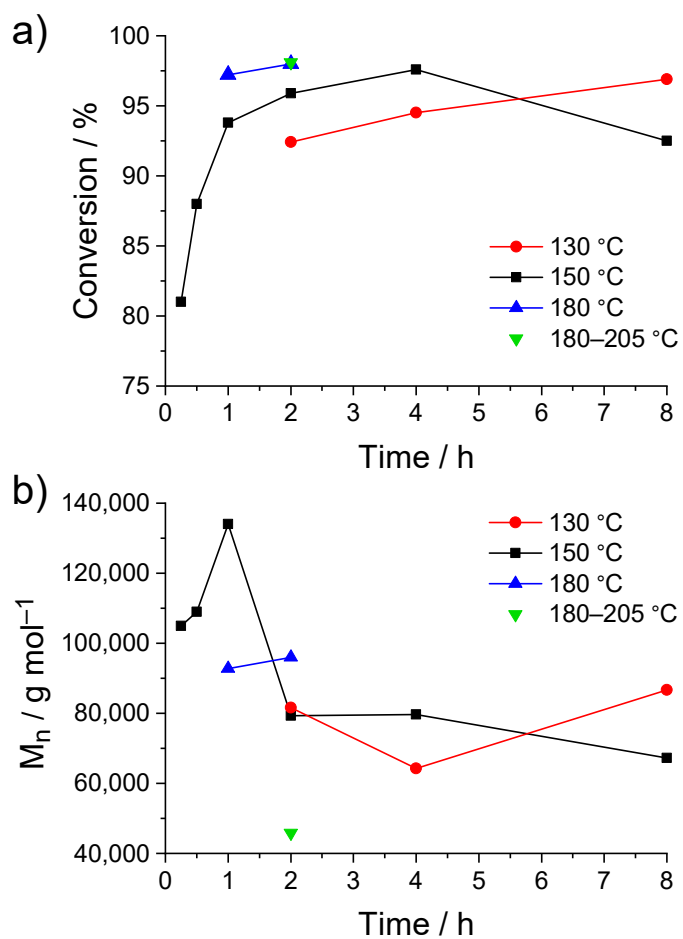 a)
100
95
90
85
80
75
Conversion / %
130 °C
150 °C
180 °C
180–205 °C
0 1 2 3 4 5 6 7 8
Time / h
b)
140,000
120,000
100,000
80,000
60,000
40,000
Mn / g mol⁻¹
130 °C
150 °C
180 °C
180–205 °C
0 1 2 3 4 5 6 7 8
Time / h